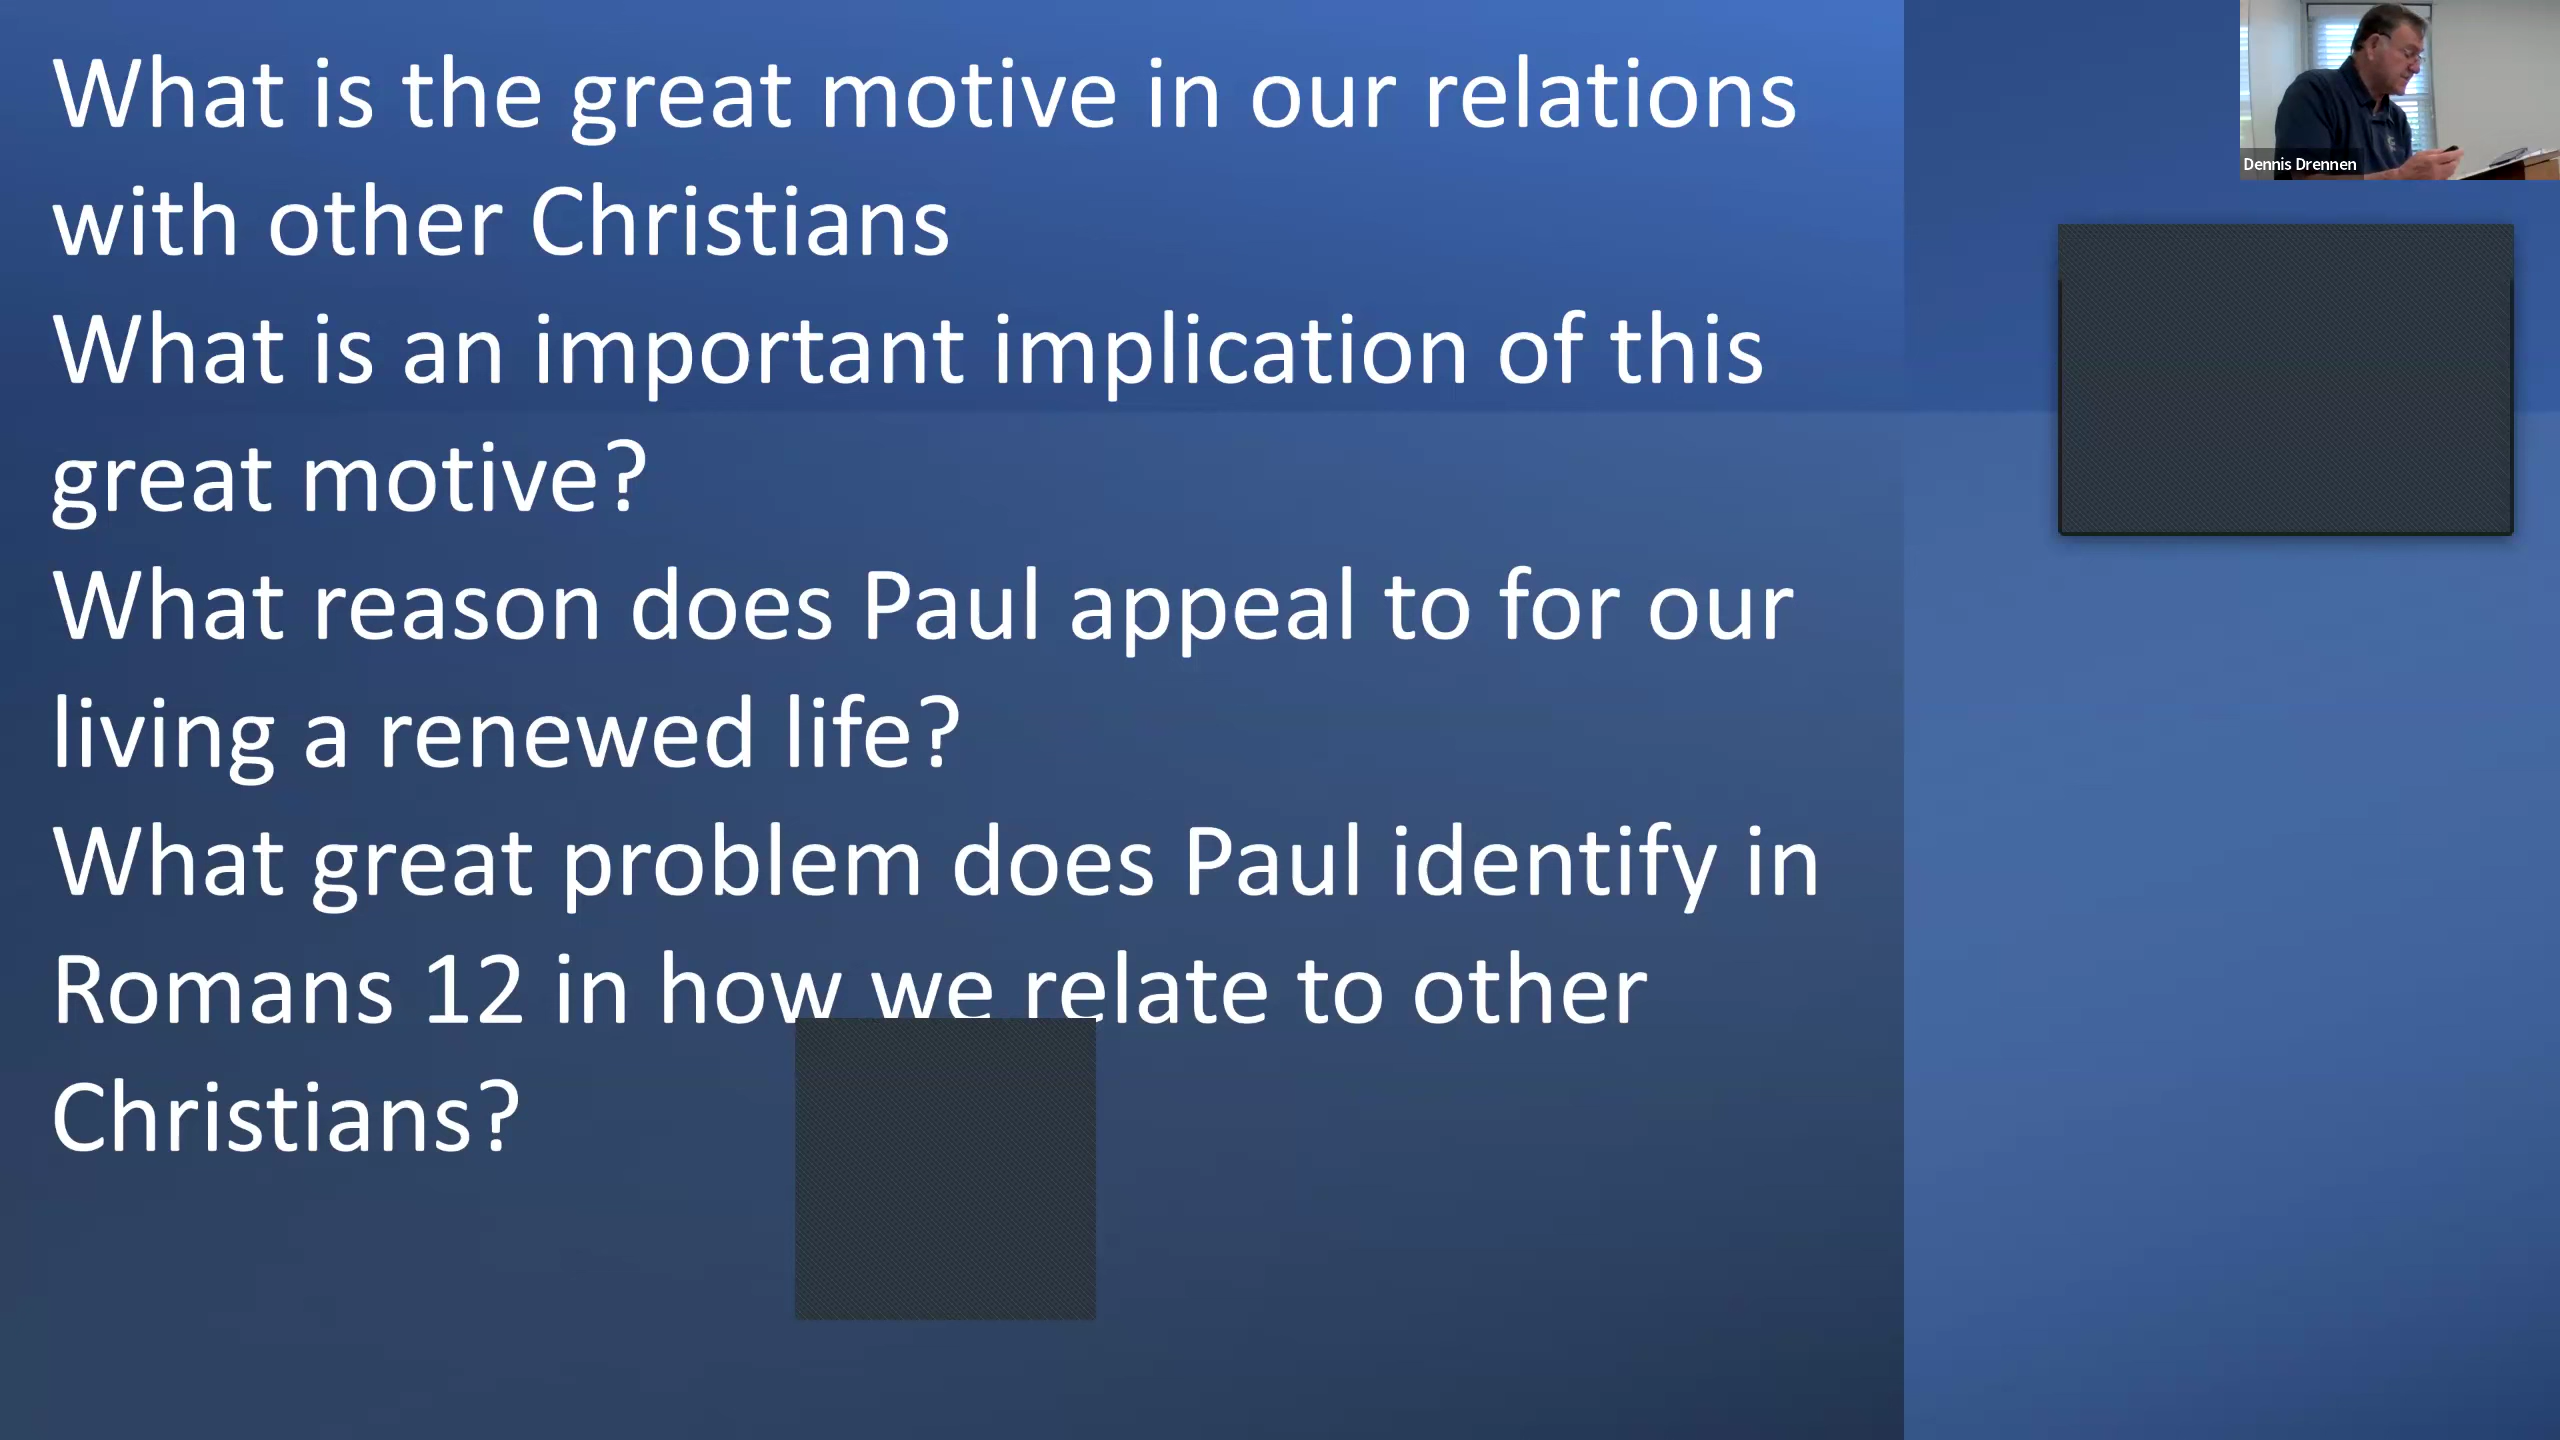 What is the great motive in our relations
with other Christians
What is an important implication of this
great motive?
What reason does Paul appeal to for our
living a renewed life?
What great problem does Paul identify in
Romans 12 in how we relate to other
Christians?
Dennis Drennen